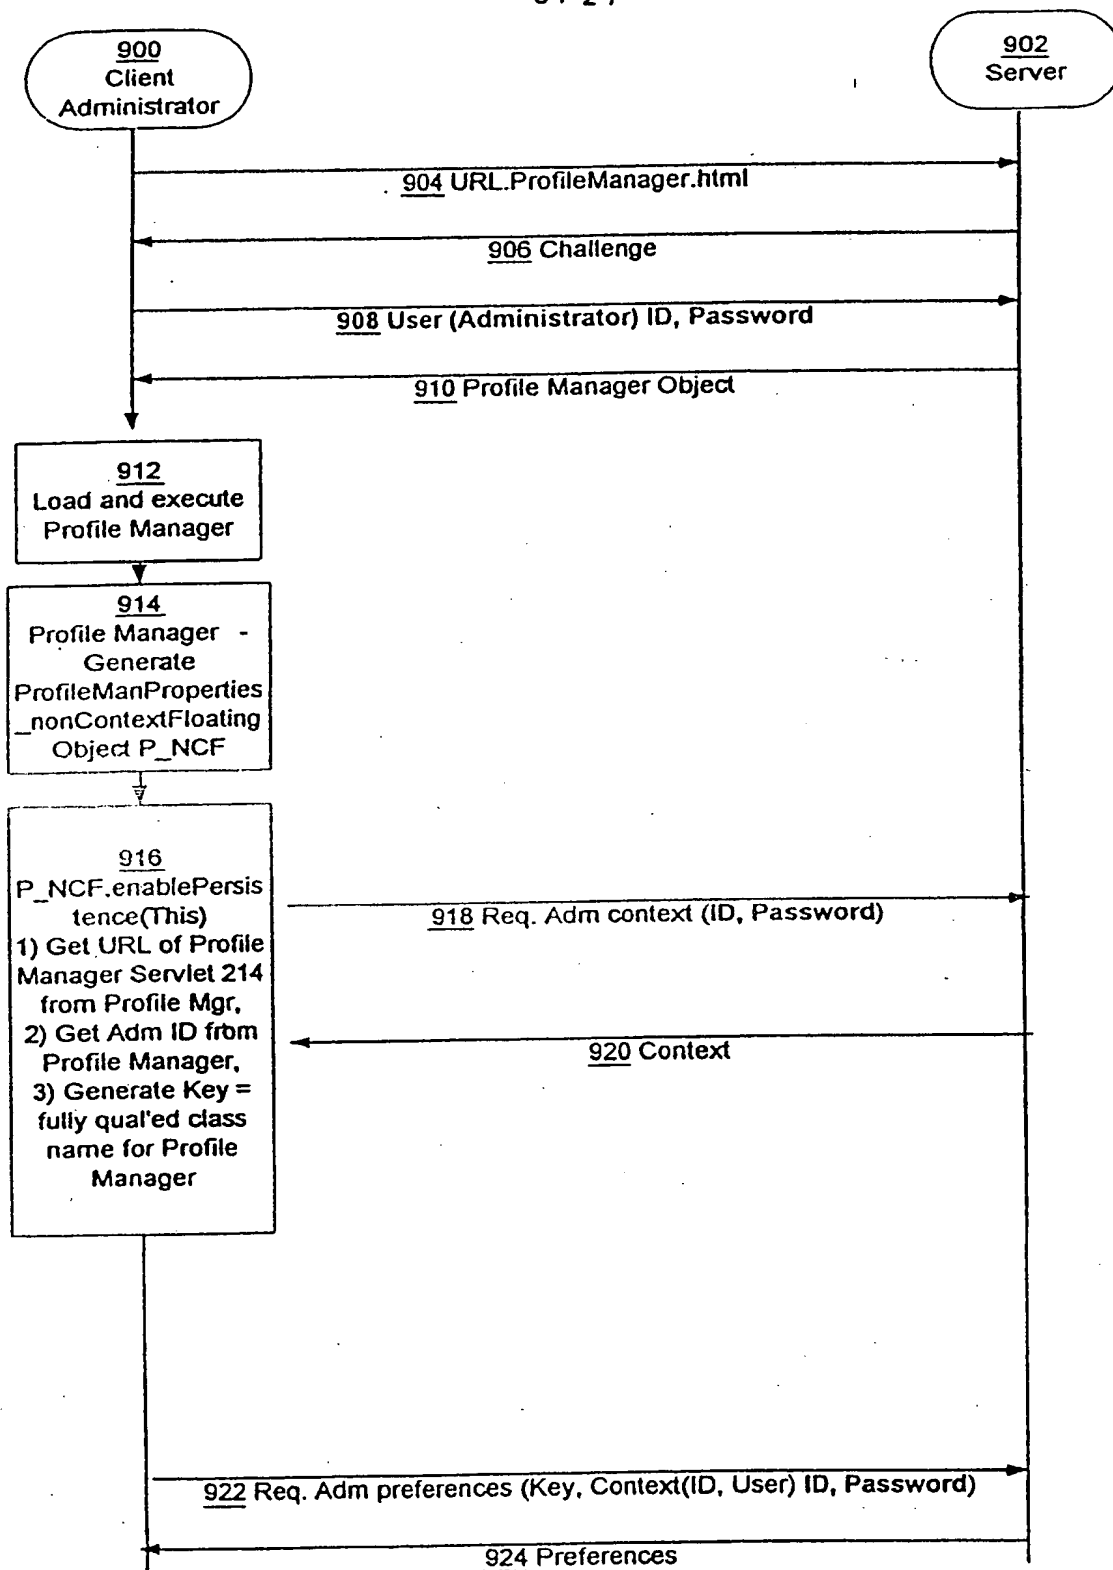 900
Client
Administrator
902
Server
904 URL.ProfileManager.html
906 Challenge
908 User (Administrator) ID, Password
910 Profile Manager Object
912
Load and execute
Profile Manager
914
Profile Manager -
Generate
ProfileManProperties
_nonContextFloating
Object P_NCF
916
P_NCF.enablePersis
tence(This)
1) Get URL of Profile
Manager Servlet 214
from Profile Mgr,
2) Get Adm ID from
Profile Manager,
3) Generate Key =
fully qual'ed class
name for Profile
Manager
918 Req. Adm context (ID, Password)
920 Context
922 Req. Adm preferences (Key, Context(ID, User) ID, Password)
924 Preferences